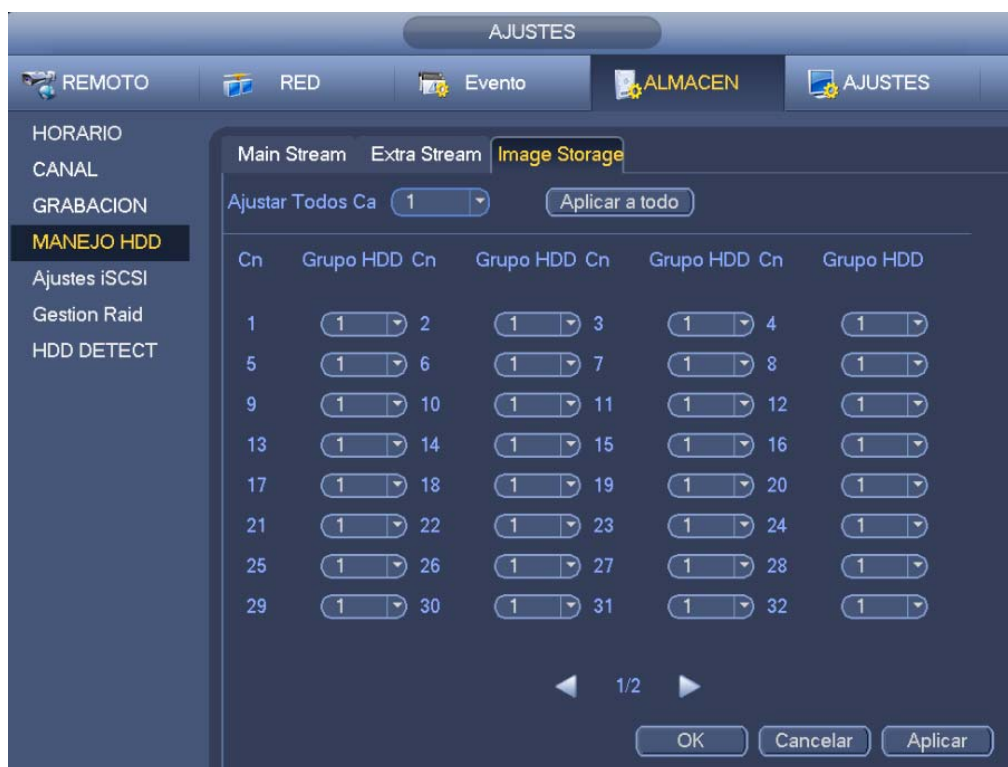 AJUSTES
REMOTO RED Evento ALMACEN AJUSTES
HORARIO
CANAL
GRABACION
MANEJO HDD
Ajustes iSCSI
Gestion Raid
HDD DETECT
Main Stream Extra Stream Image Storage
Ajustar Todos Ca 1 Aplicar a todo
Cn Grupo HDD Cn Grupo HDD Cn Grupo HDD Cn Grupo HDD
1 1 2 1 3 1 4 1
5 1 6 1 7 1 8 1
9 1 10 1 11 1 12 1
13 1 14 1 15 1 16 1
17 1 18 1 19 1 20 1
21 1 22 1 23 1 24 1
25 1 26 1 27 1 28 1
29 1 30 1 31 1 32 1
1/2
OK Cancelar Aplicar